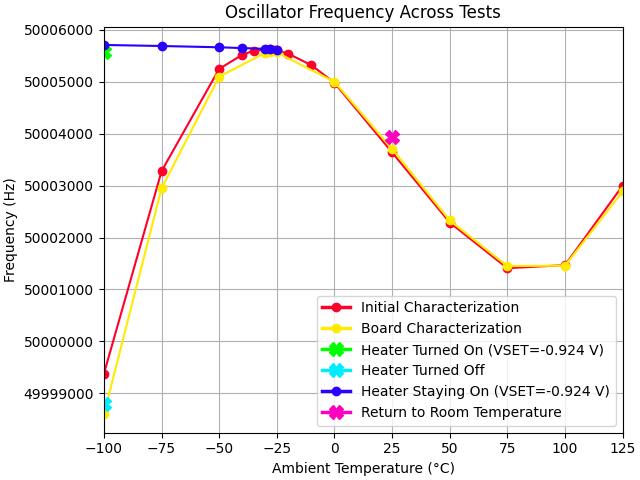 Oscillator Frequency Across Tests
50006000
50005000
50004000
50003000
50002000
50001000
50000000
49999000
Frequency (Hz)
Initial Characterization
Board Characterization
Heater Turned On (VSET=-0.924 V)
Heater Turned Off
Heater Staying On (VSET=-0.924 V)
Return to Room Temperature
−100 −75 −50 −25 0 25 50 75 100 125
Ambient Temperature (°C)